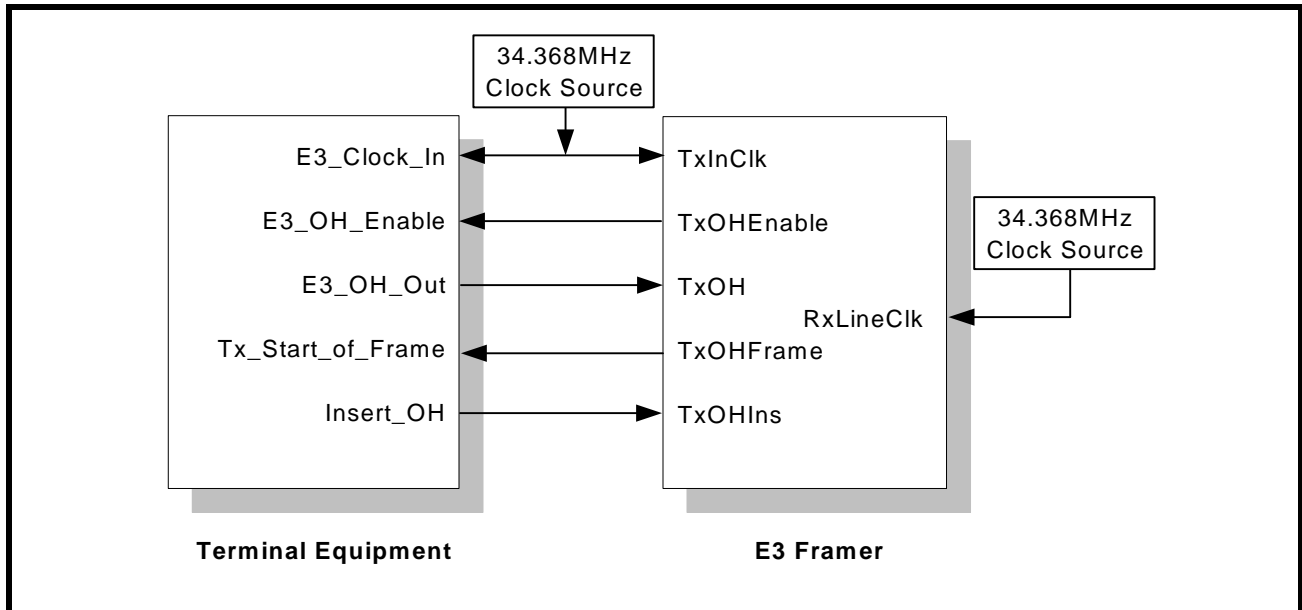 34.368MHz
Clock Source
E3_Clock_In
E3_OH_Enable
E3_OH_Out
Tx_Start_of_Frame
Insert_OH
TxInClk
TxOHEnable
TxOH
RxLineClk
TxOHFrame
TxOHIns
34.368MHz
Clock Source
Terminal Equipment
E3 Framer